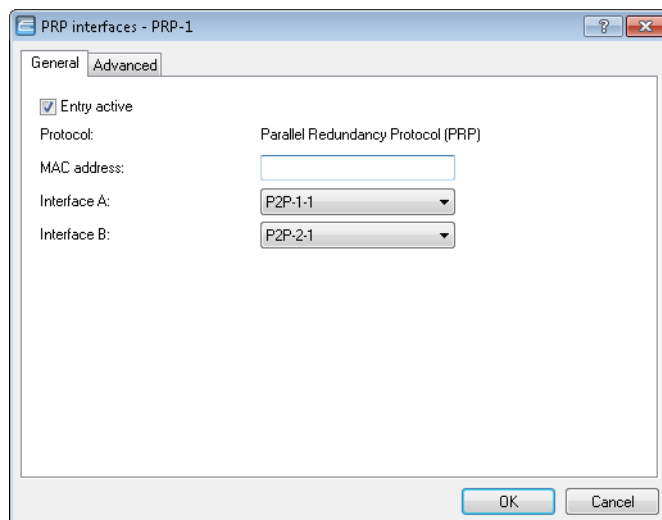 PRP interfaces - PRP-1
General Advanced
Entry active
Protocol: Parallel Redundancy Protocol (PRP)
MAC address:
Interface A: P2P-1-1
Interface B: P2P-2-1
OK Cancel